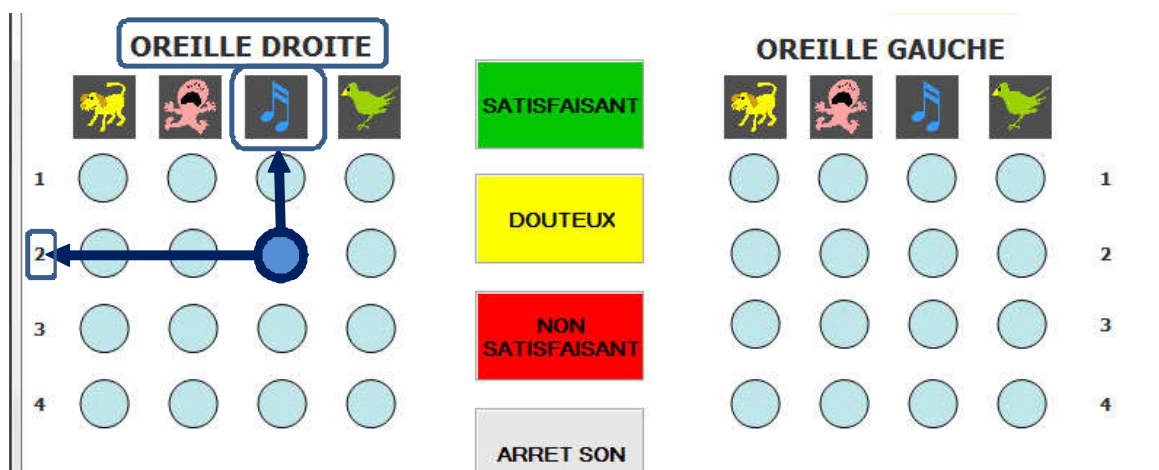 OREILLE DROITE
1
2
3
4
SATISFAISANT
DOUTEUX
NON
SATISFAISANT
ARRET SON
OREILLE GAUCHE
1
2
3
4